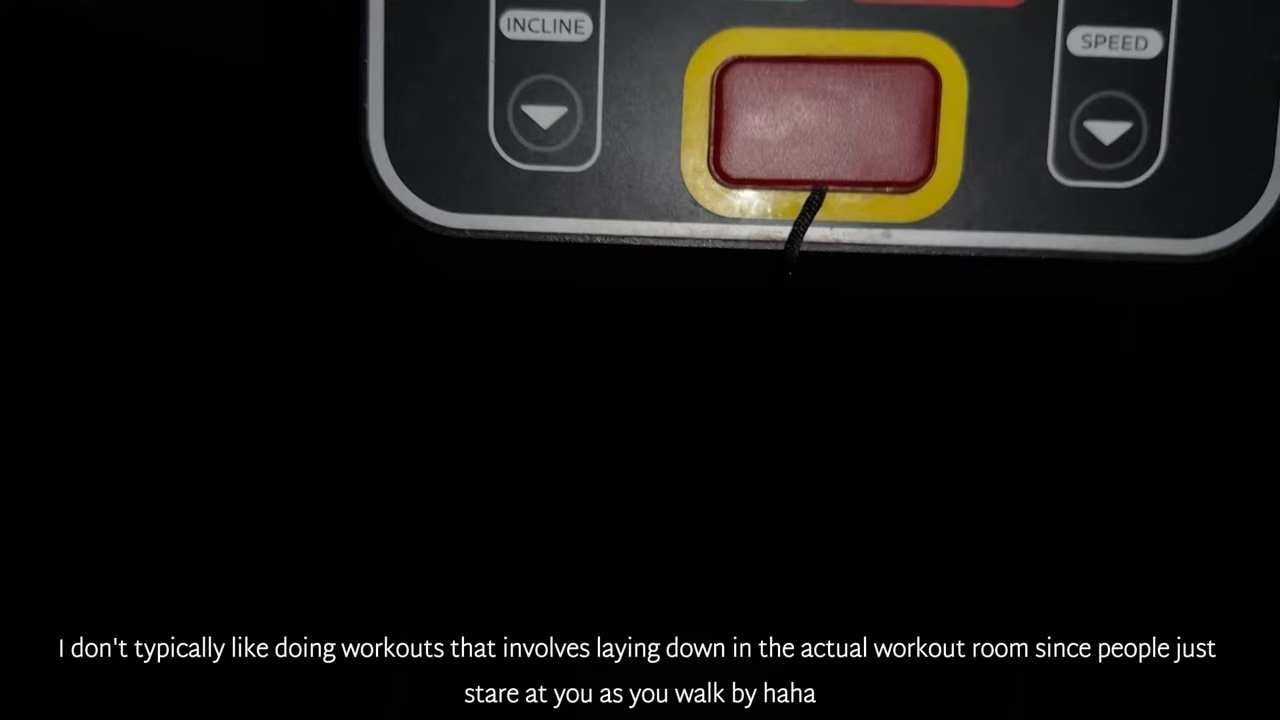 INCLINE
SPEED
I don't typically like doing workouts that involves laying down in the actual workout room since people just
stare at you as you walk by haha